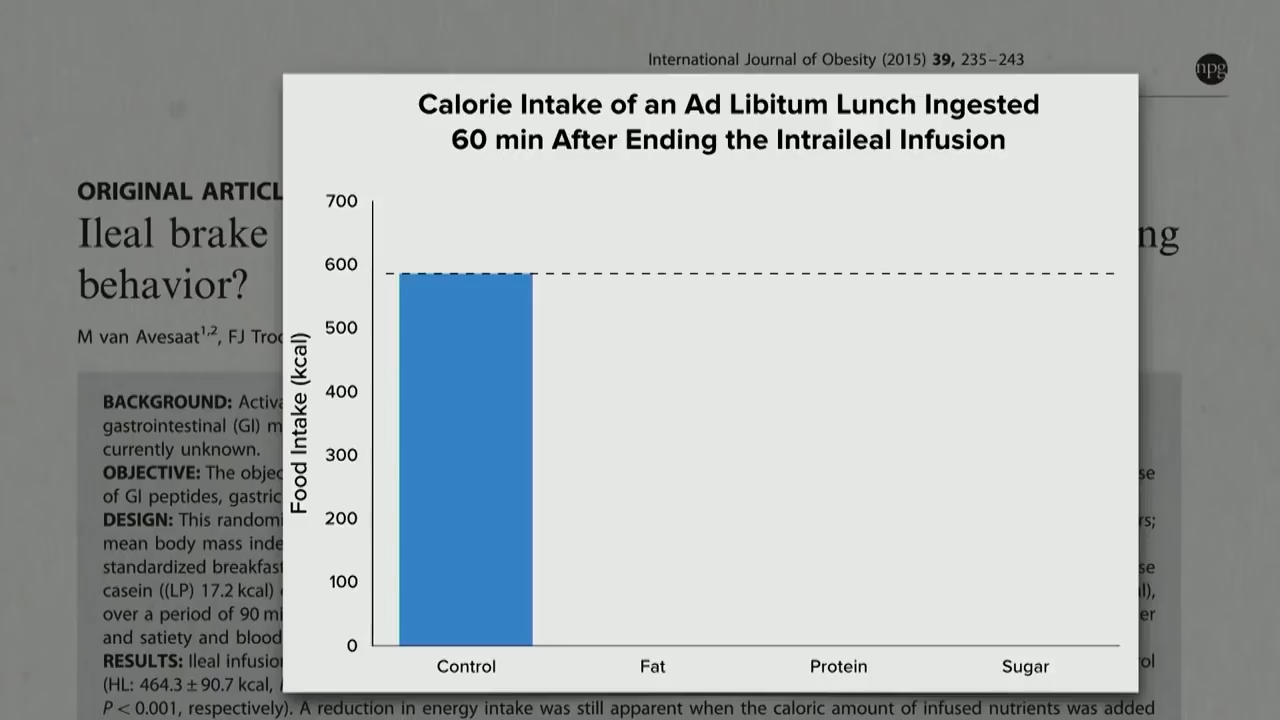 International Journal of Obesity (2015) 39, 235–243
npg
Calorie Intake of an Ad Libitum Lunch Ingested
60 min After Ending the Intraileal Infusion
ORIGINAL ARTICL
Ileal brake
ng
behavior?
M van Avesaat1,2, FJ Troc
Food Intake (kcal)
700
600
500
400
300
200
100
0
Control
Fat
Protein
Sugar
BACKGROUND: Activa
gastrointestinal (GI) m
currently unknown.
OBJECTIVE: The objec
se
of GI peptides, gastric
DESIGN: This randomi
rs;
mean body mass inde
standardized breakfast
se
casein ((LP) 17.2 kcal)
l),
over a period of 90 mi
er
and satiety and blood
RESULTS: Ileal infusion
ol
(HL: 464.3 ± 90.7 kcal,
P < 0.001, respectively). A reduction in energy intake was still apparent when the caloric amount of infused nutrients was added